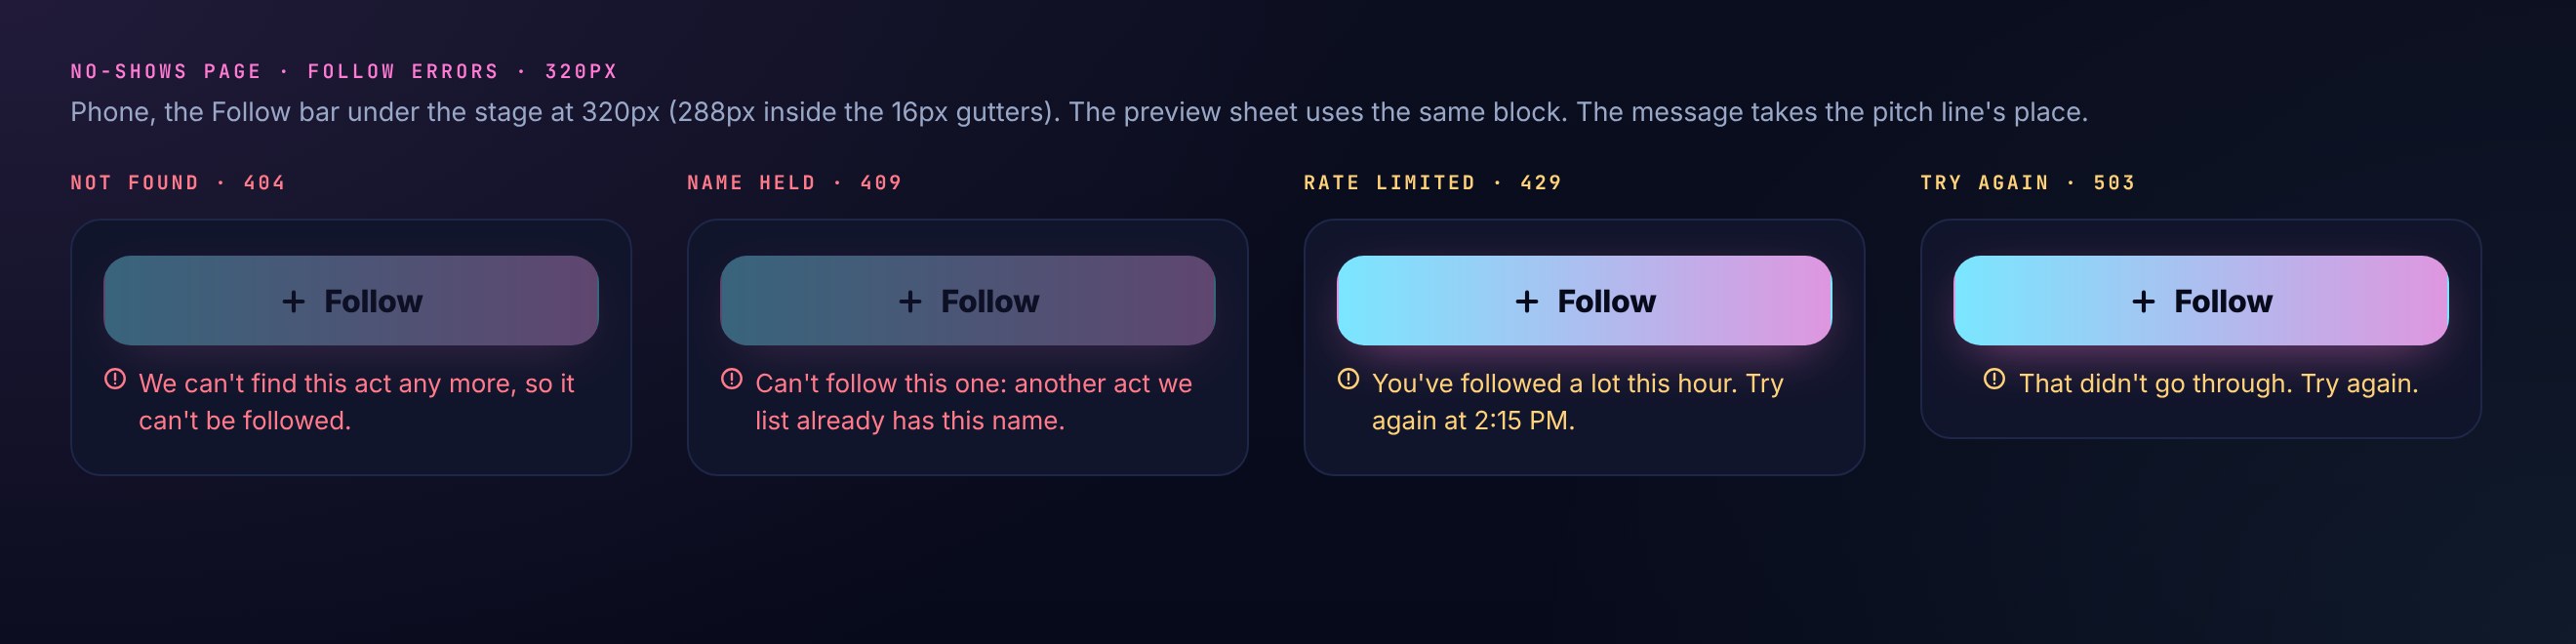 NO-SHOWS PAGE · FOLLOW ERRORS · 320PX
Phone, the Follow bar under the stage at 320px (288px inside the 16px gutters). The preview sheet uses the same block. The message takes the pitch line's place.
NOT FOUND · 404
+ Follow
We can't find this act any more, so it
can't be followed.
NAME HELD · 409
+ Follow
Can't follow this one: another act we
list already has this name.
RATE LIMITED · 429
+ Follow
You've followed a lot this hour. Try
again at 2:15 PM.
TRY AGAIN · 503
+ Follow
That didn't go through. Try again.